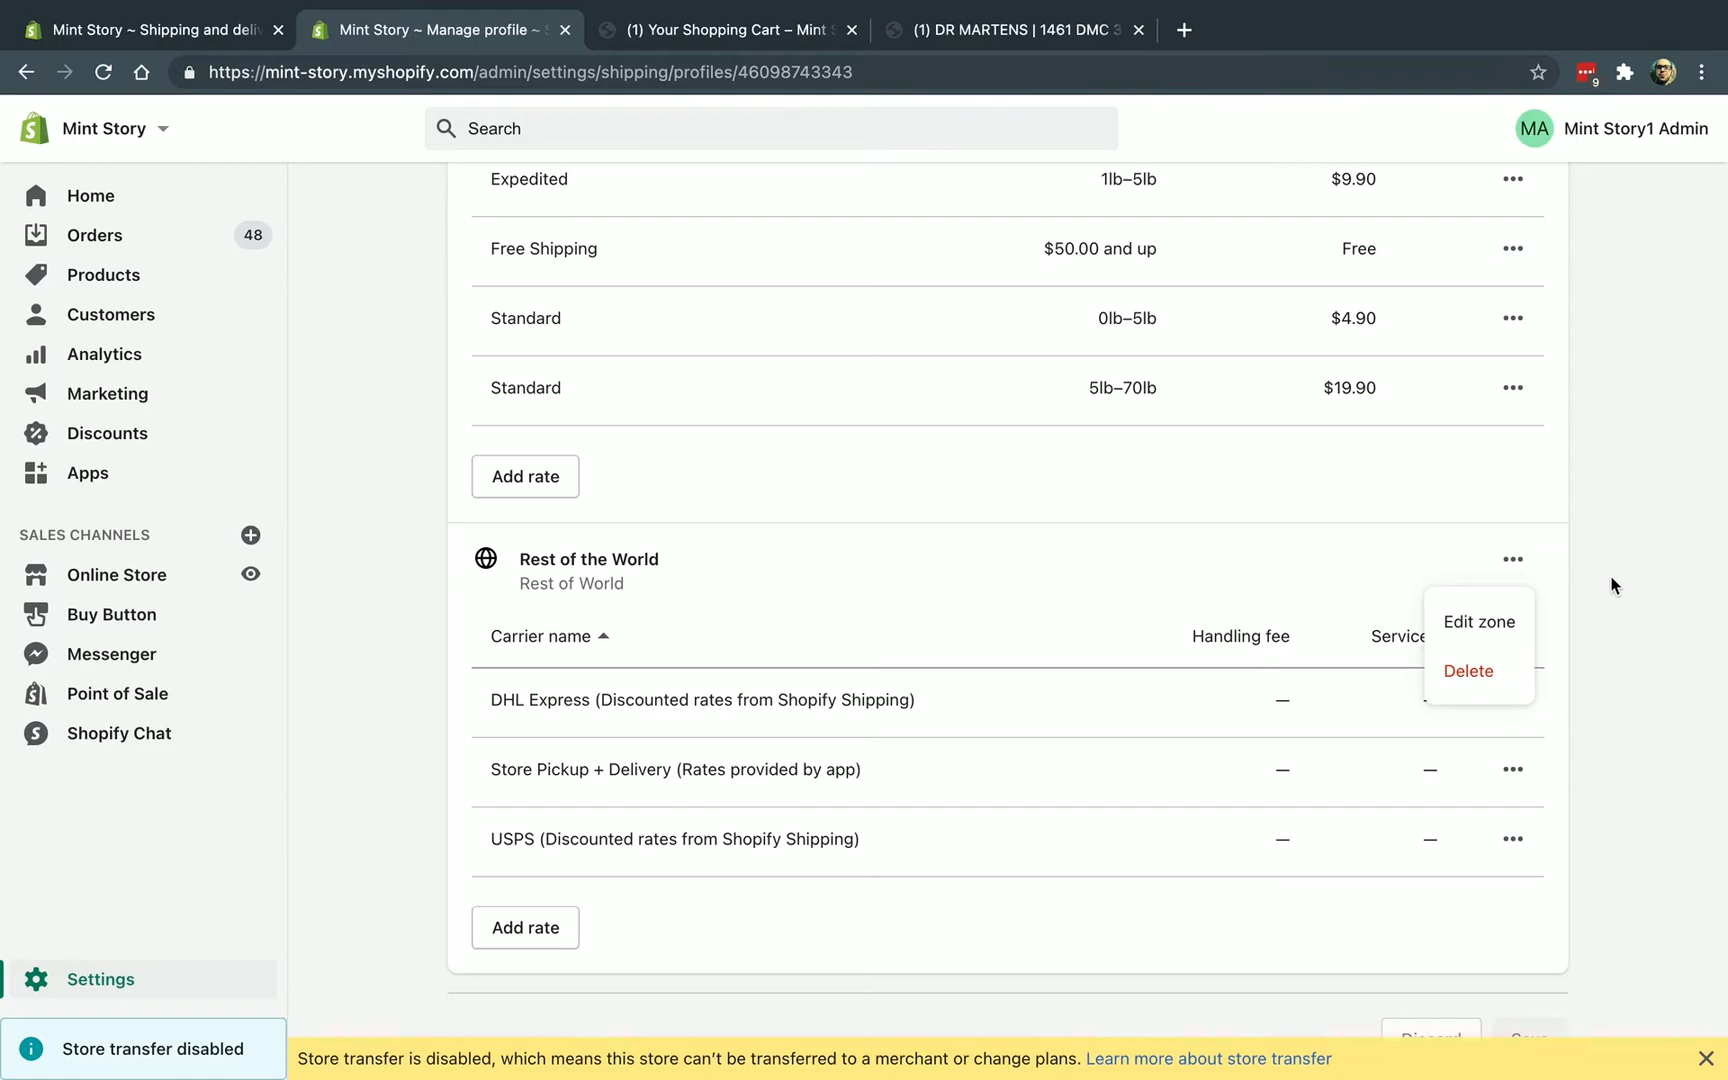 Mint Story ~ Shipping and deliv
Mint Story ~ Manage profile ~ S
(1) Your Shopping Cart – Mint S
(1) DR MARTENS | 1461 DMC 3
https://mint-story.myshopify.com/admin/settings/shipping/profiles/46098743343
9
Mint Story
Search
MA
Mint Story1 Admin
Home
Orders
48
Products
Customers
Analytics
Marketing
Discounts
Apps
SALES CHANNELS
Online Store
Buy Button
Messenger
Point of Sale
Shopify Chat
Settings
Store transfer disabled
Expedited 1lb–5lb $9.90
Free Shipping $50.00 and up Free
Standard 0lb–5lb $4.90
Standard 5lb–70lb $19.90
Add rate
Rest of the World
Rest of World
Edit zone
Delete
Carrier name Handling fee Service
DHL Express (Discounted rates from Shopify Shipping) —
Store Pickup + Delivery (Rates provided by app) — —
USPS (Discounted rates from Shopify Shipping) — —
Add rate
Discard
Save
Store transfer is disabled, which means this store can't be transferred to a merchant or change plans. Learn more about store transfer